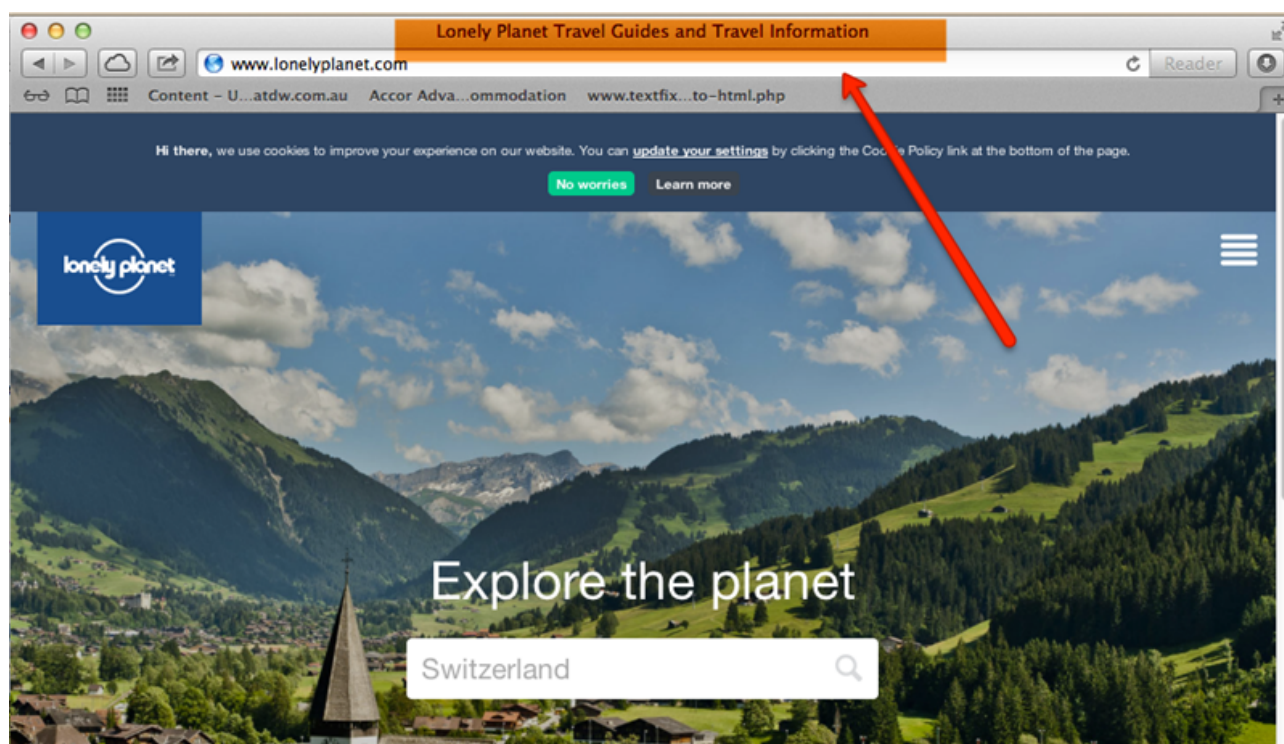 Lonely Planet Travel Guides and Travel Information
www.lonelyplanet.com
Reader
Content – U...atdw.com.au Accor Adva...ommodation www.textfix...to-html.php
Hi there, we use cookies to improve your experience on our website. You can update your settings by clicking the Cookie Policy link at the bottom of the page.
No worries Learn more
lonely planet
Explore the planet
Switzerland